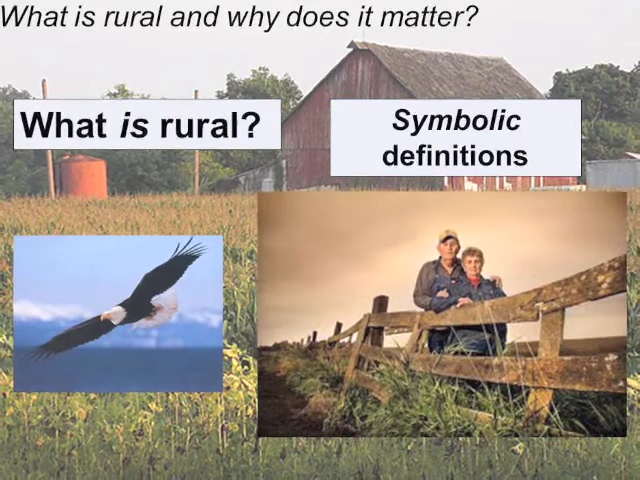 What is rural and why does it matter?
What is rural?
Symbolic
definitions